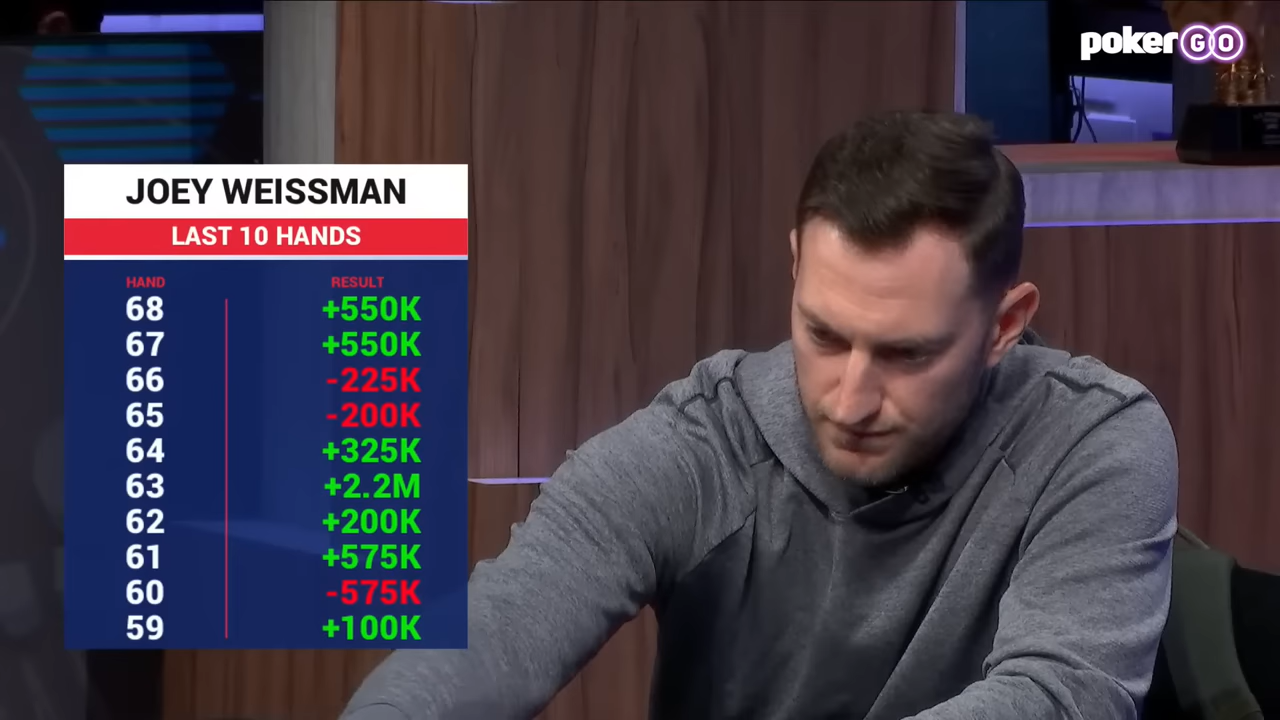 pokerGO
JOEY WEISSMAN
LAST 10 HANDS
HAND RESULT
68 +550K
67 +550K
66 -225K
65 -200K
64 +325K
63 +2.2M
62 +200K
61 +575K
60 -575K
59 +100K